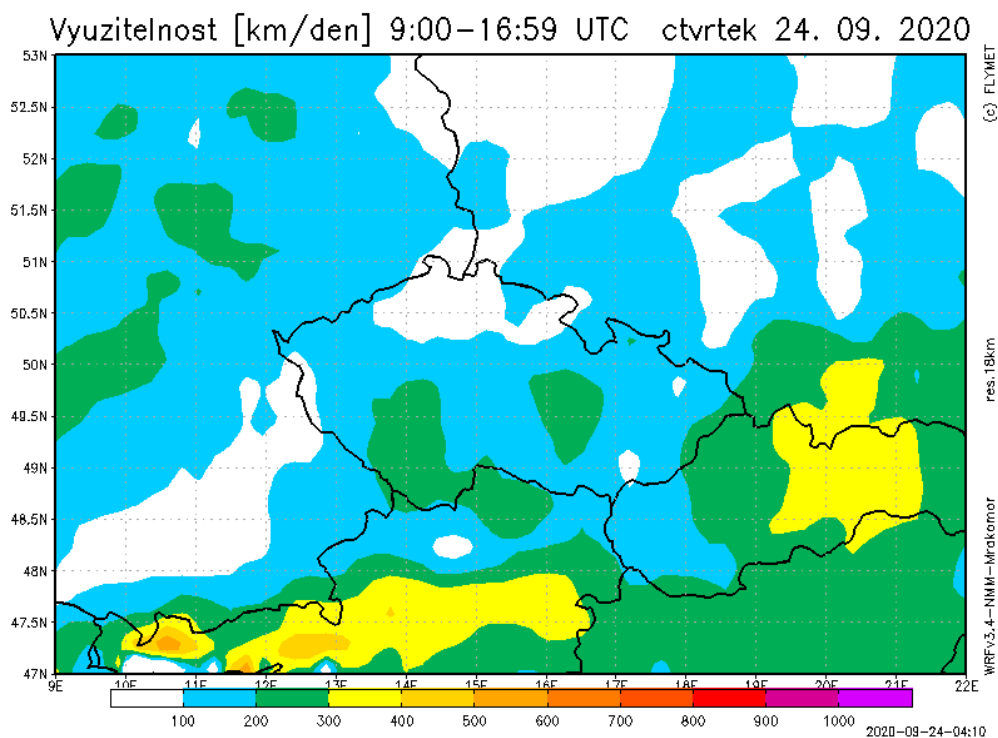 Vyuzitelnost [km/den] 9:00-16:59 UTC ctvrtek 24. 09. 2020
53N
52.5N
52N
51.5N
51N
50.5N
50N
49.5N
49N
48.5N
48N
47.5N
47N
9E 10E 11E 12E 13E 14E 15E 16E 17E 18E 19E 20E 21E 22E
(c) FLYMET
res.18km
WRFv3.4-NMM-Mrakomor
100 200 300 400 500 600 700 800 900 1000
2020-09-24-04:10